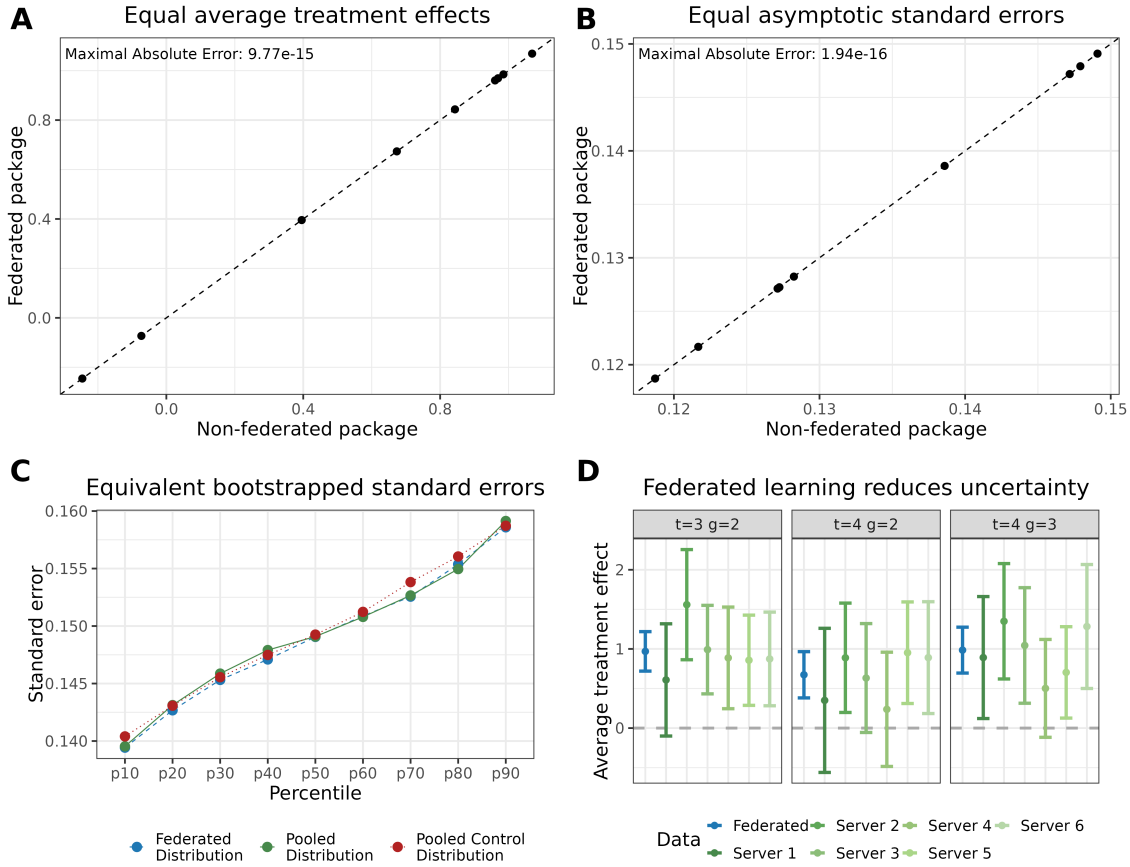 A
Equal average treatment effects
Maximal Absolute Error: 9.77e-15
Federated package
0.8
0.4
0.0
0.0 0.4 0.8
Non-federated package
B
Equal asymptotic standard errors
Maximal Absolute Error: 1.94e-16
Federated package
0.15
0.14
0.13
0.12
0.12 0.13 0.14 0.15
Non-federated package
C
Equivalent bootstrapped standard errors
Standard error
0.160
0.155
0.150
0.145
0.140
p10 p20 p30 p40 p50 p60 p70 p80 p90
Percentile
Federated Distribution
Pooled Distribution
Pooled Control Distribution
D
Federated learning reduces uncertainty
t=3 g=2
t=4 g=2
t=4 g=3
Average treatment effect
2
1
0
Data
Federated Server 2 Server 4 Server 6
Server 1 Server 3 Server 5